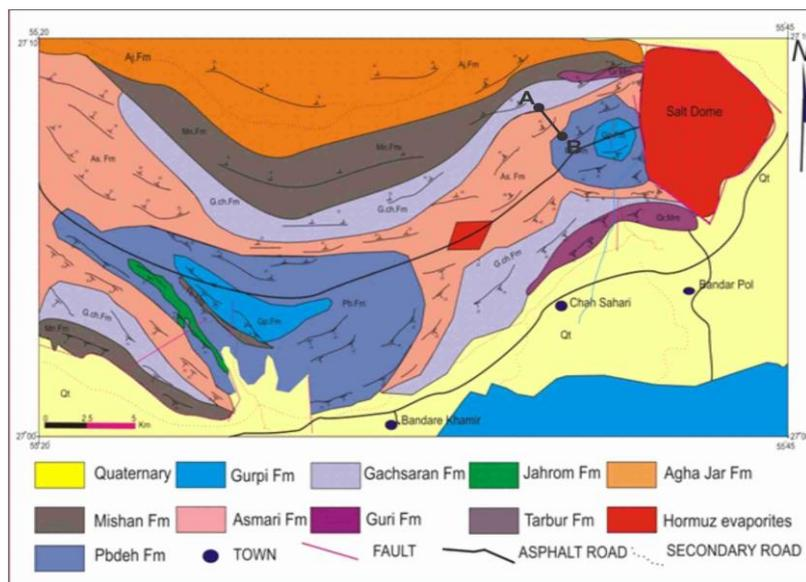 55,20
55'45
27°10
27°10
N
Aj.Fm
Aj.Fm
A
B
Salt Dome
Mn.Fm
Mn.Fm
As. Fm
As. Fm
G.ch.Fm
G.ch.Fm
G.ch.Fm
G.ch.Fm
Qt
Gr.Mm
Pb.Fm
Gp.Fm
Mn.Fm
Chah Sahari
Bandar Pol
Qt
Qt
Bandare Khamir
0 2.5 5
Km
27°00
55°20
55'45
Quaternary
Gurpi Fm
Gachsaran Fm
Jahrom Fm
Agha Jar Fm
Mishan Fm
Asmari Fm
Guri Fm
Tarbur Fm
Hormuz evaporites
Pbdeh Fm
TOWN
FAULT
ASPHALT ROAD
SECONDARY ROAD